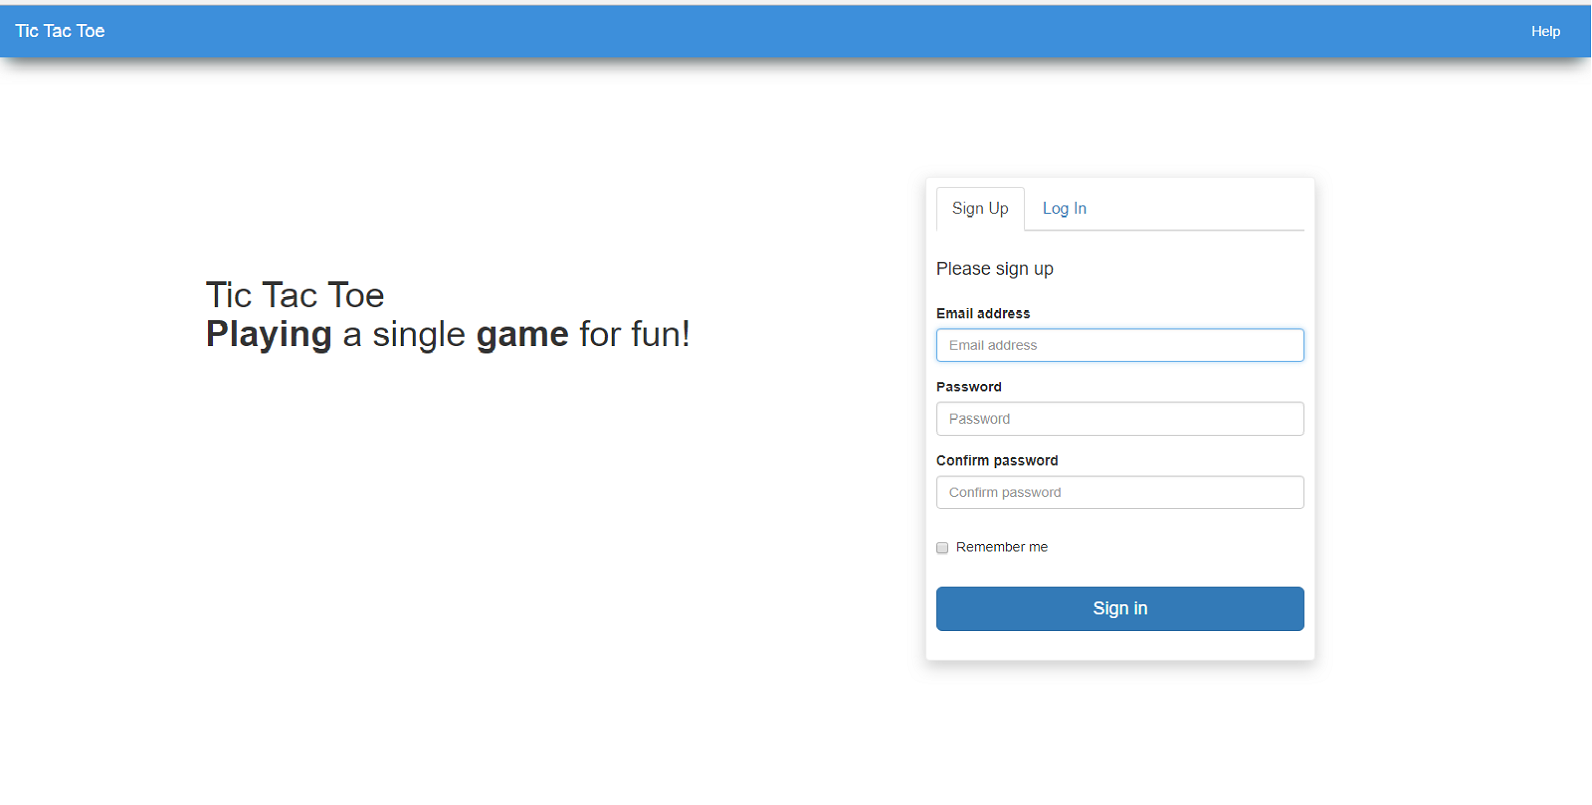 Tic Tac Toe
Help
Tic Tac Toe
Playing a single game for fun!
Sign Up
Log In
Please sign up
Email address
Email address
Password
Password
Confirm password
Confirm password
Remember me
Sign in